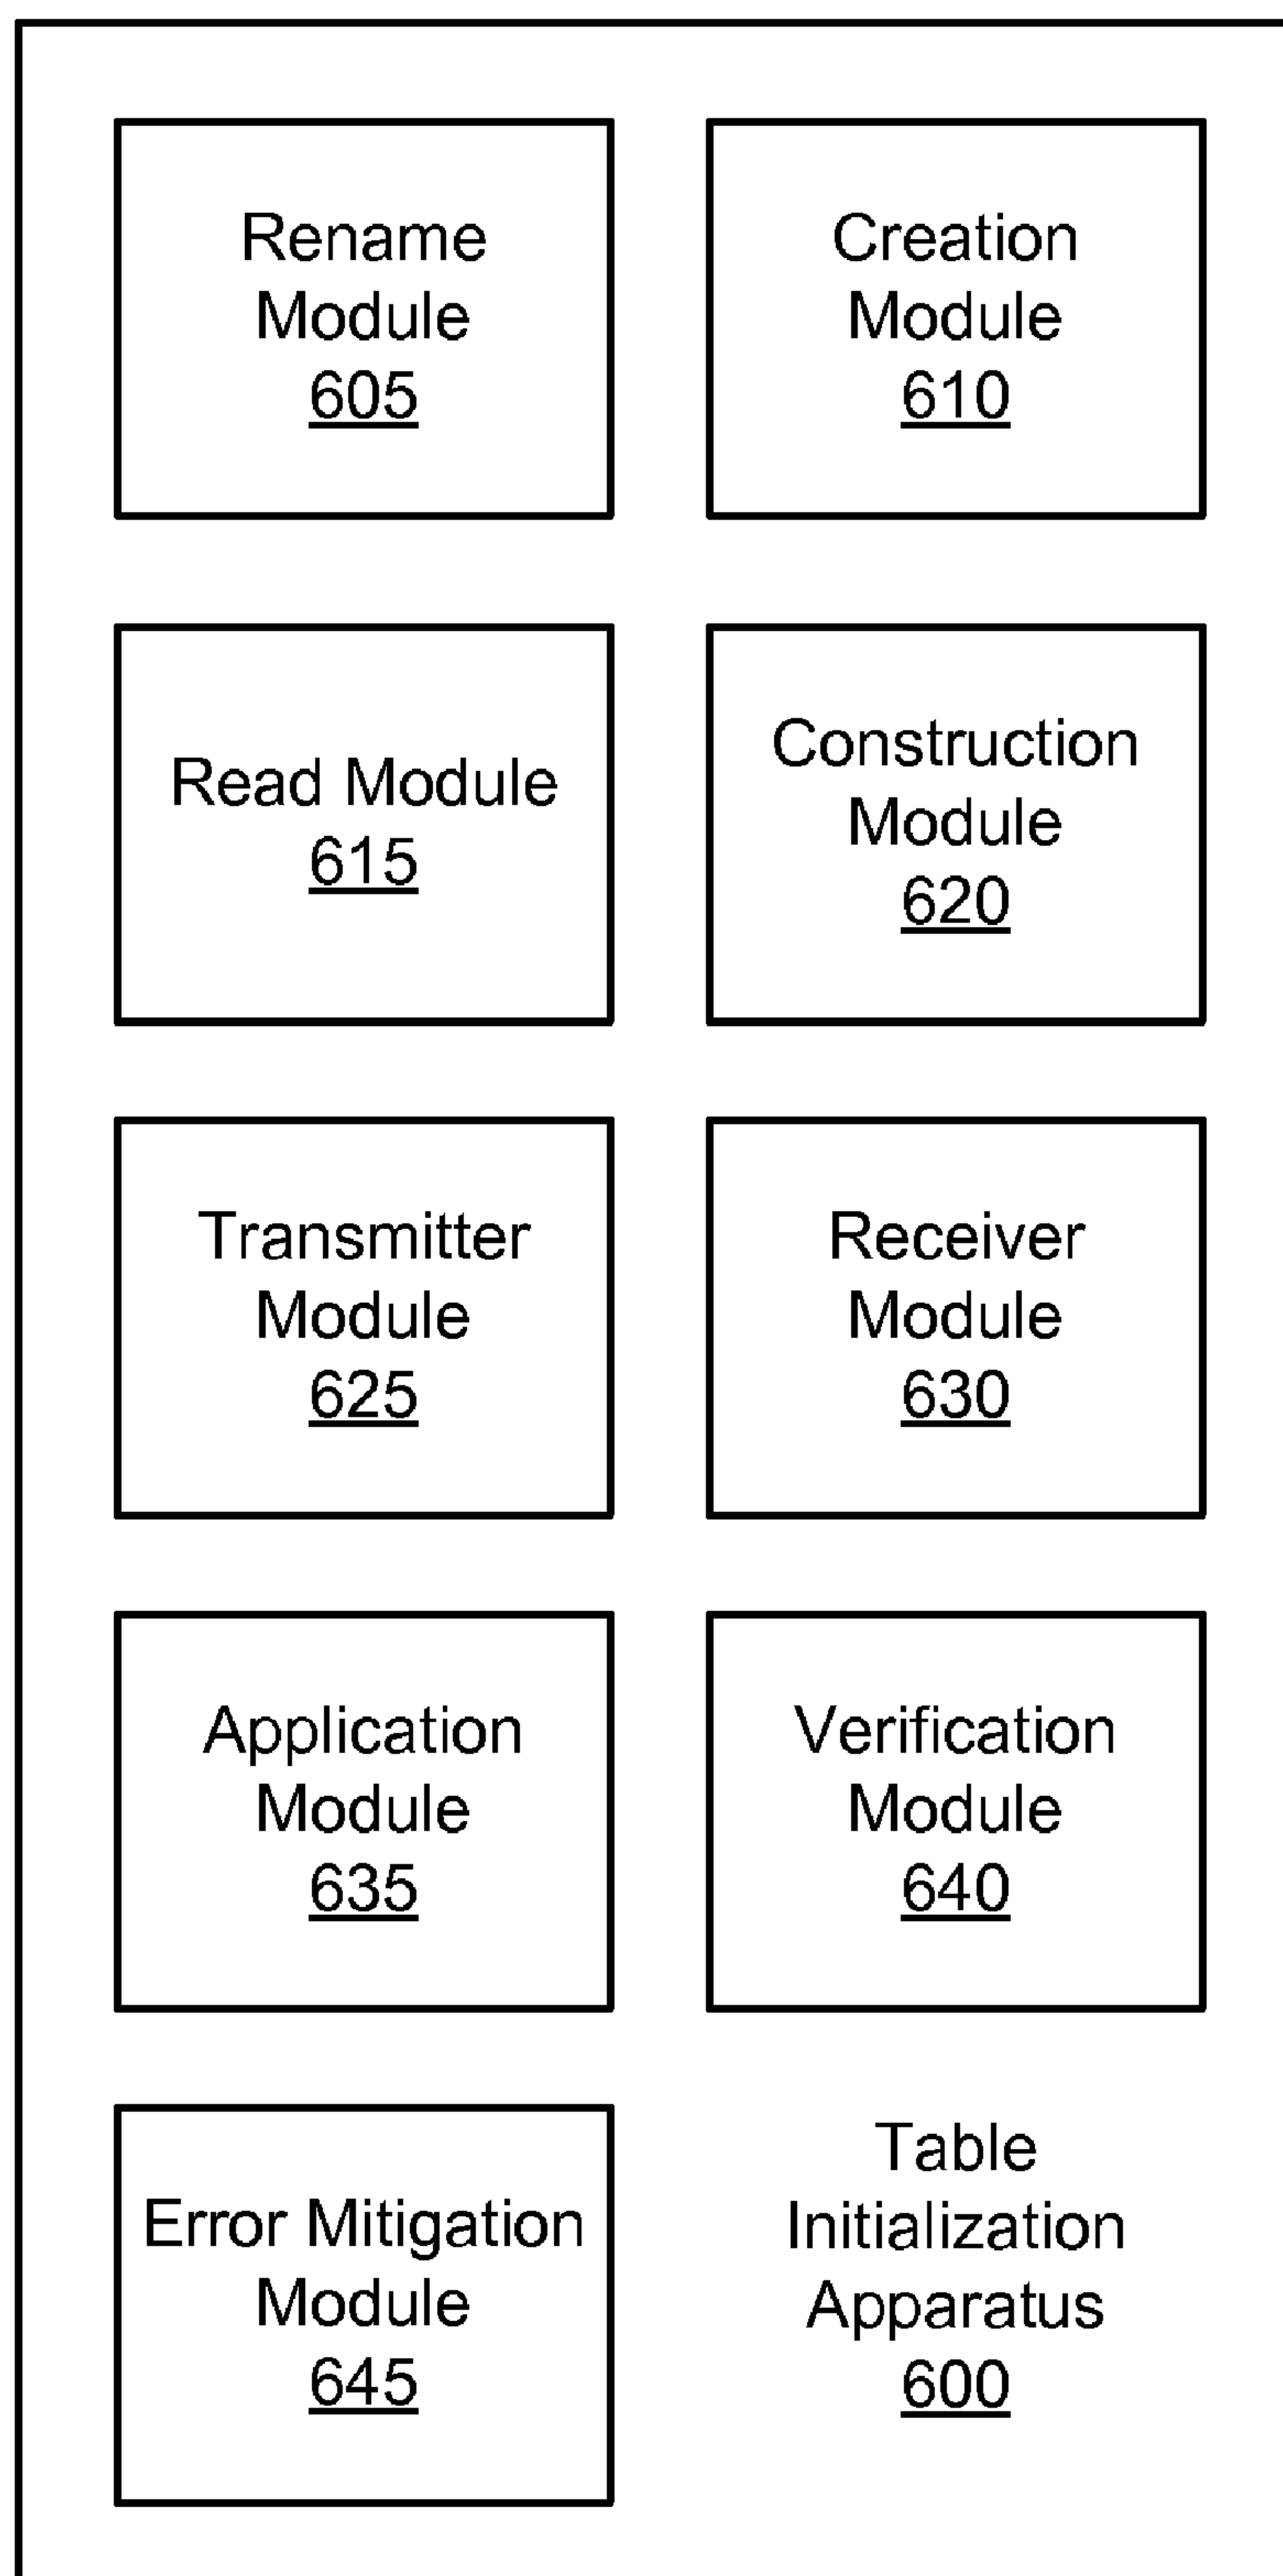 Rename
Module
605
Creation
Module
610
Read Module
615
Construction
Module
620
Transmitter
Module
625
Receiver
Module
630
Application
Module
635
Verification
Module
640
Error Mitigation
Module
645
Table
Initialization
Apparatus
600